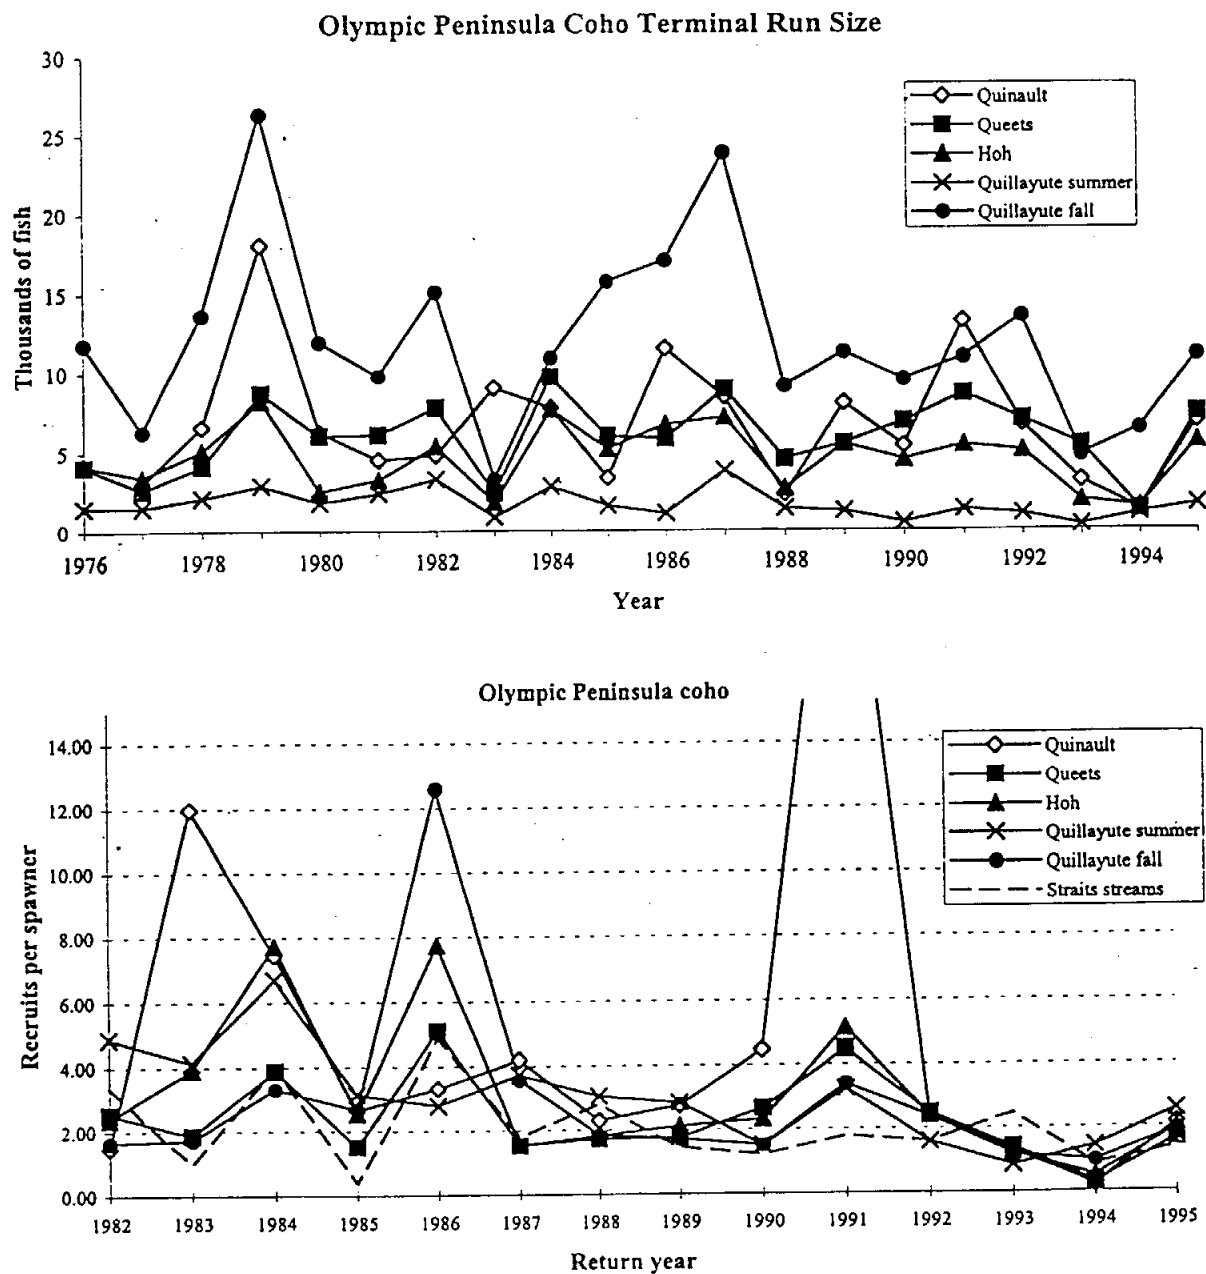 Olympic Peninsula Coho Terminal Run Size
30
25
20
15
10
5
0
Thousands of fish
Quinault
Queets
Hoh
Quillayute summer
Quillayute fall
1976 1978 1980 1982 1984 1986 1988 1990 1992 1994
Year
Olympic Peninsula coho
14.00
12.00
10.00
8.00
6.00
4.00
2.00
0.00
Recruits per spawner
Quinault
Queets
Hoh
Quillayute summer
Quillayute fall
Straits streams
1982 1983 1984 1985 1986 1987 1988 1989 1990 1991 1992 1993 1994 1995
Return year